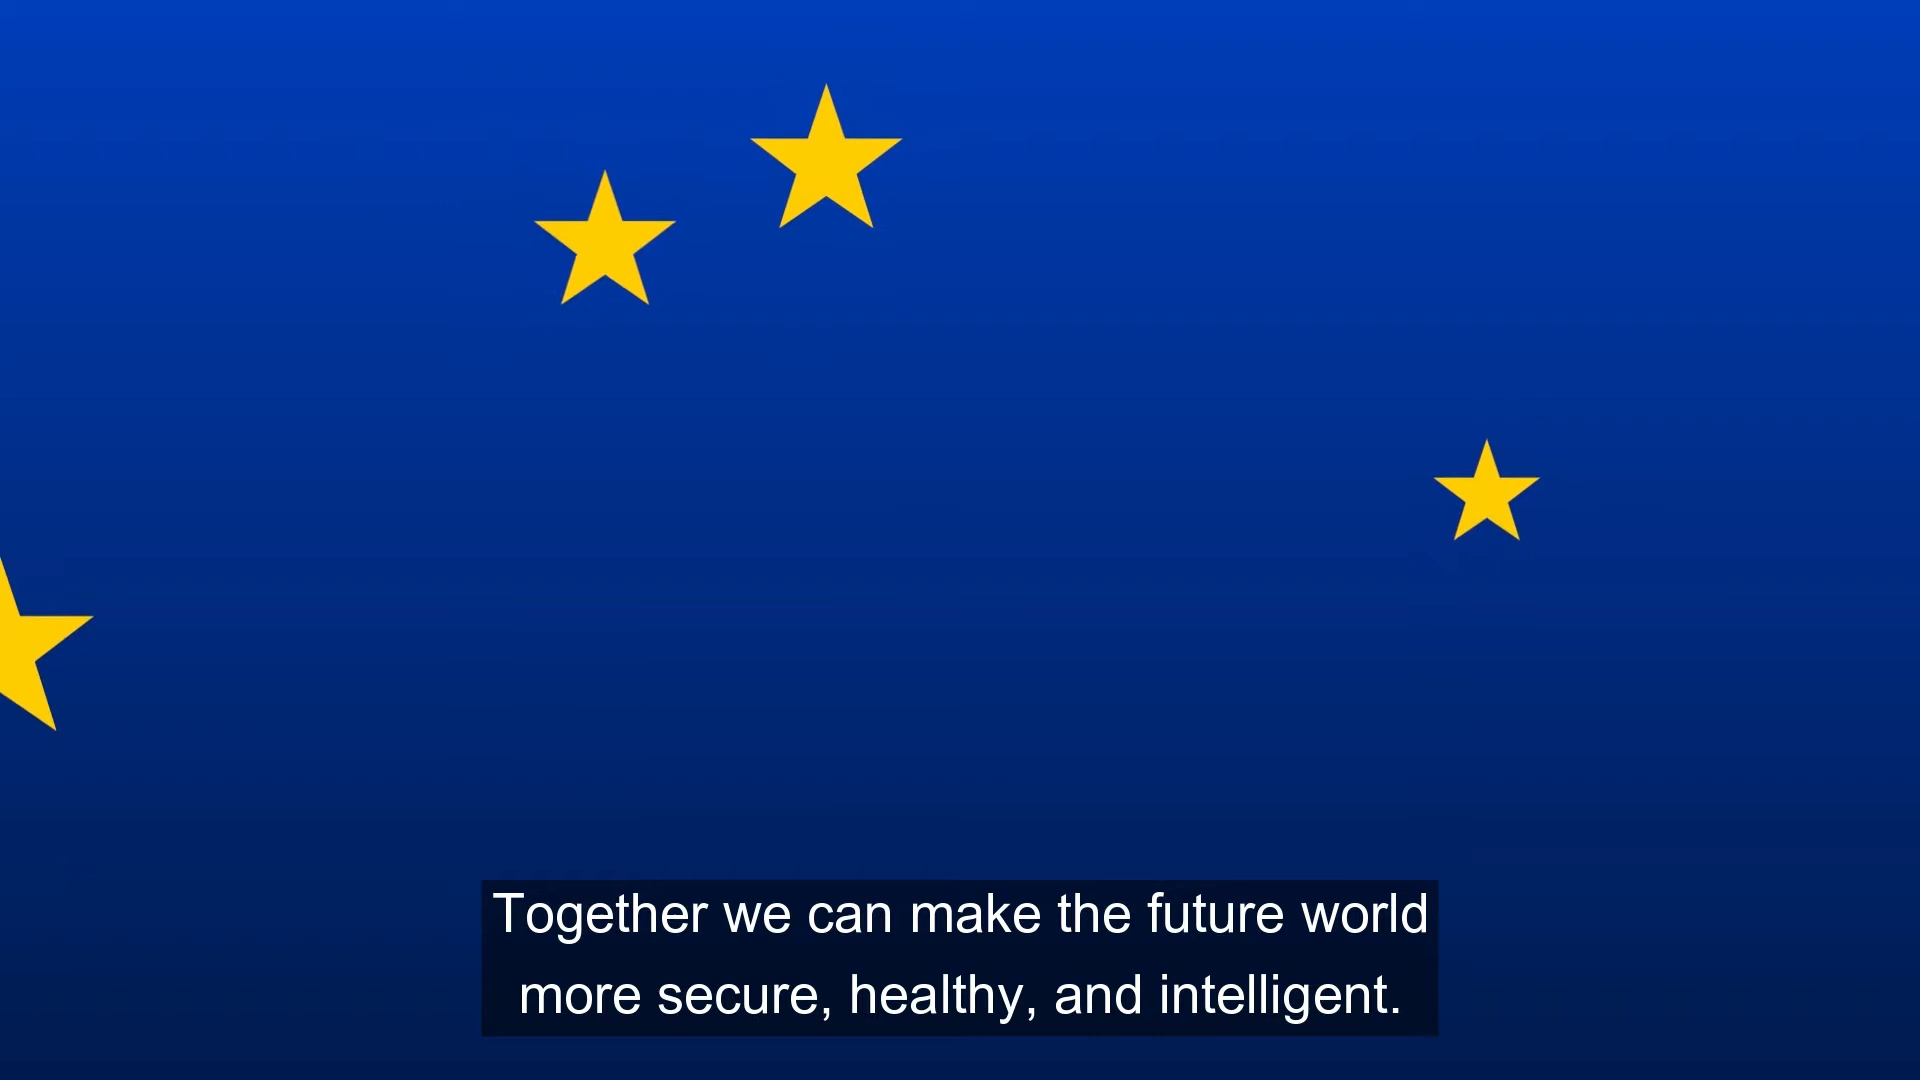 Together we can make the future world
more secure, healthy, and intelligent.